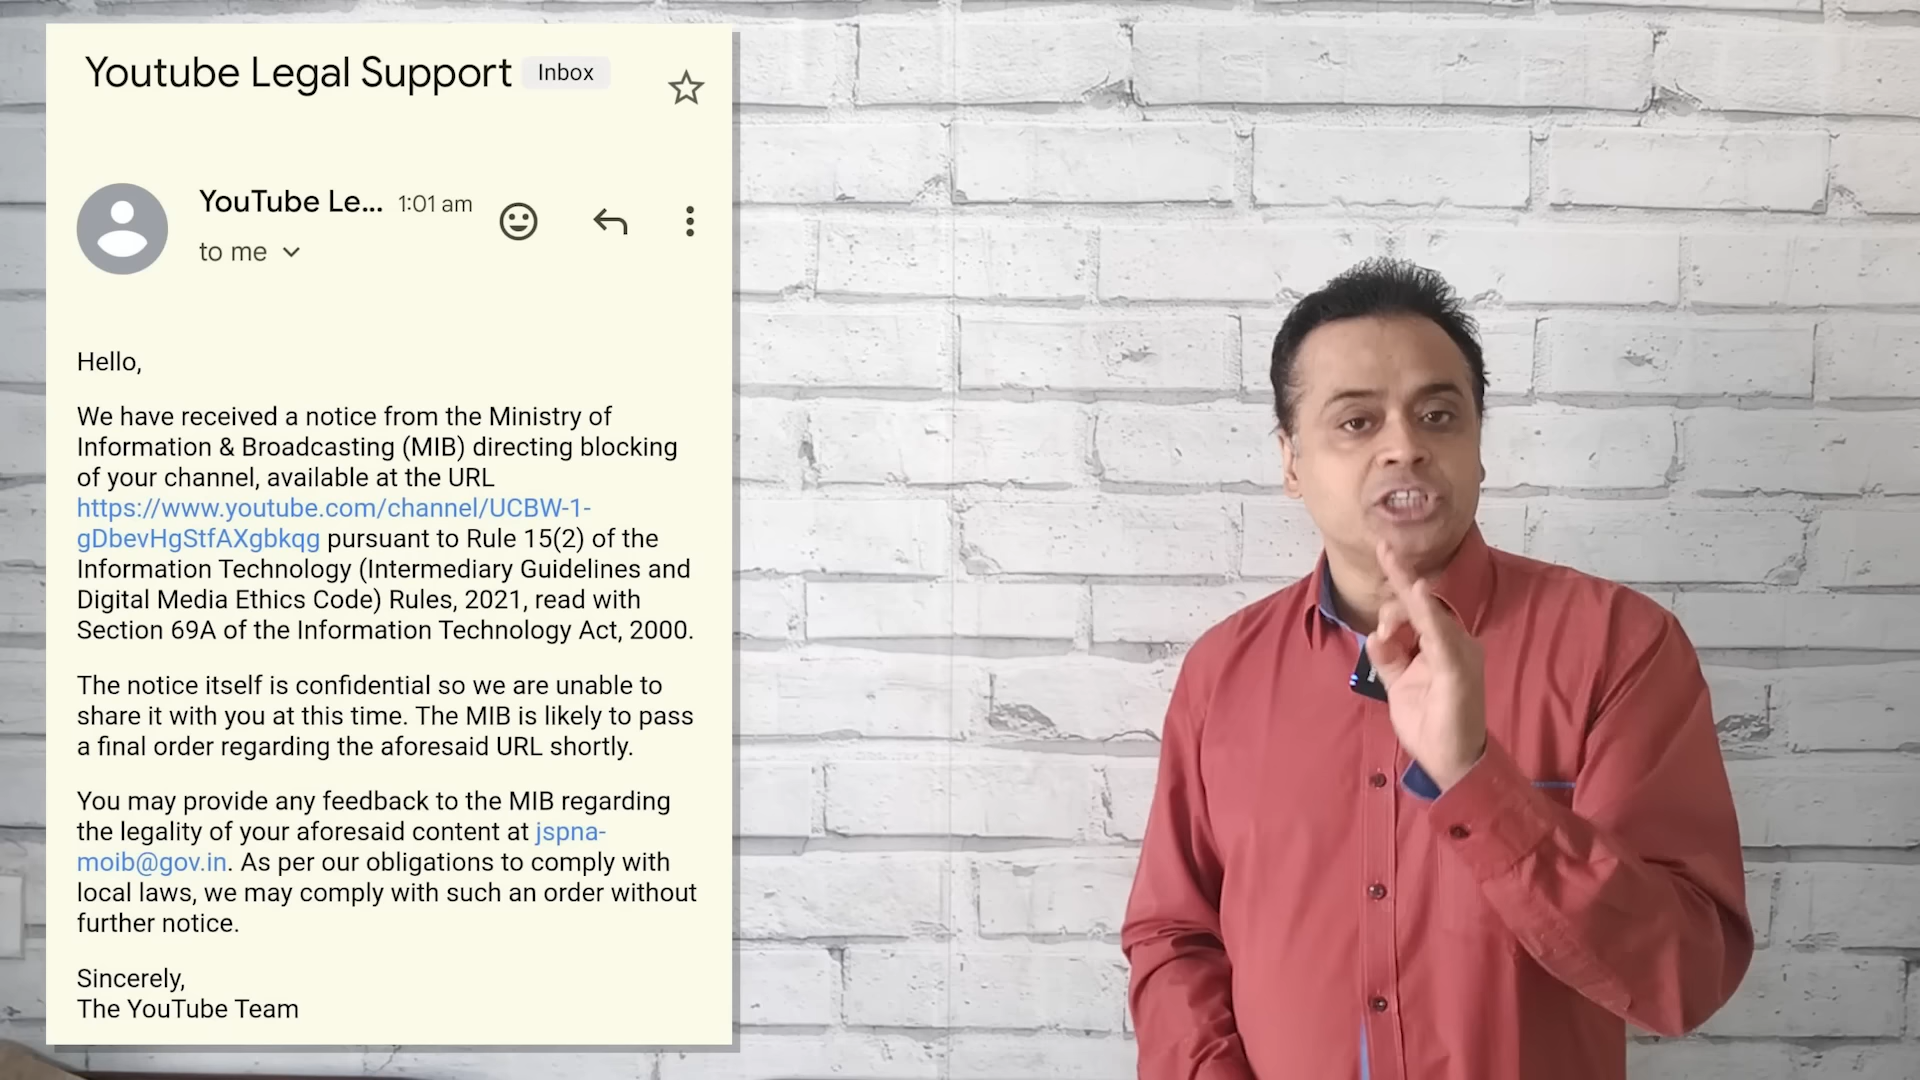 Youtube Legal Support Inbox
YouTube Le... 1:01 am
to me
Hello,
We have received a notice from the Ministry of
Information & Broadcasting (MIB) directing blocking
of your channel, available at the URL
https://www.youtube.com/channel/UCBW-1-
gDbevHgStfAXgbkqg pursuant to Rule 15(2) of the
Information Technology (Intermediary Guidelines and
Digital Media Ethics Code) Rules, 2021, read with
Section 69A of the Information Technology Act, 2000.
The notice itself is confidential so we are unable to
share it with you at this time. The MIB is likely to pass
a final order regarding the aforesaid URL shortly.
You may provide any feedback to the MIB regarding
the legality of your aforesaid content at jspna-
moib@gov.in. As per our obligations to comply with
local laws, we may comply with such an order without
further notice.
Sincerely,
The YouTube Team